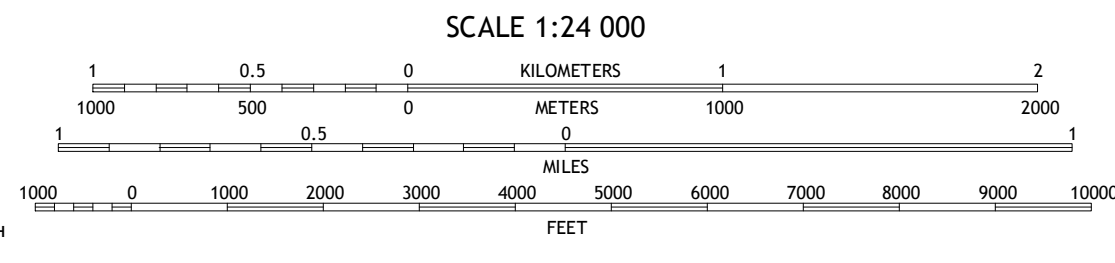 SCALE 1:24 000
1 0.5 0 KILOMETERS 1 2
1000 500 0 METERS 1000 2000
1 0.5 0 1
MILES
1000 0 1000 2000 3000 4000 5000 6000 7000 8000 9000 10000
H FEET